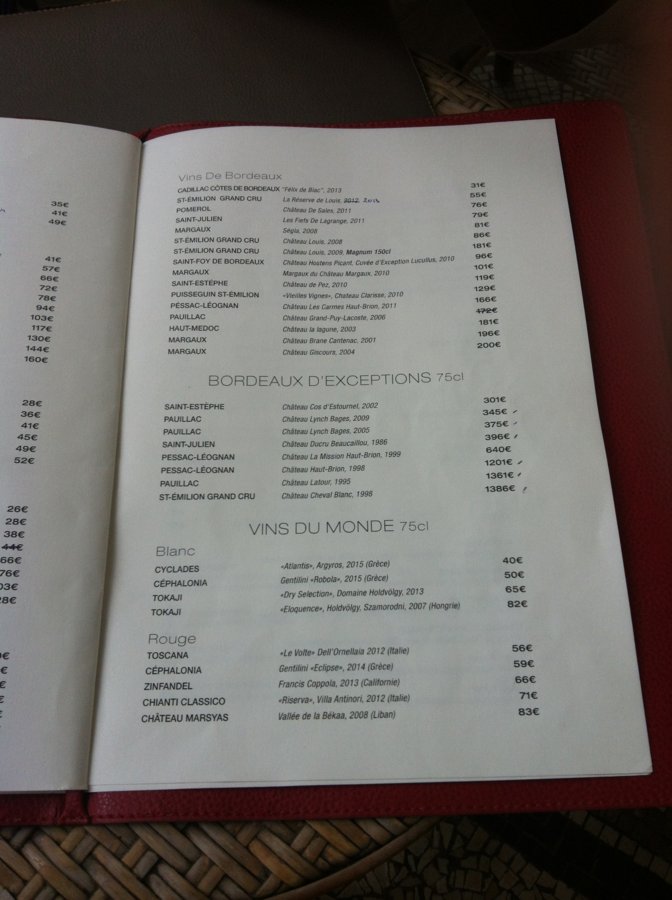 35€
41€
49€
41€
57€
66€
72€
78€
94€
103€
117€
130€
144€
160€
28€
36€
41€
45€
49€
52€
26€
28€
38€
44€
66€
76€
03€
28€
€
€
€
€
€
€
Vins De Bordeaux
CADILLAC CÔTES DE BORDEAUX "Félix de Blac", 2013 31€
ST-ÉMILION GRAND CRU La Réserve de Louis, 2012 55€
POMEROL Château De Sales, 2011 76€
SAINT-JULIEN Les Fiefs De Lagrange, 2011 79€
MARGAUX Ségla, 2008 81€
ST-ÉMILION GRAND CRU Château Louis, 2008 86€
ST-ÉMILION GRAND CRU Château Louis, 2009, Magnum 150cl 181€
SAINT-FOY DE BORDEAUX Château Hostens Picant, Cuvée d'Exception Lucullus, 2010 96€
MARGAUX Margaux du Château Margaux, 2010 101€
SAINT-ESTÈPHE Château de Pez, 2010 119€
PUISSEGUIN ST-ÉMILION «Vieilles Vignes», Chateau Clarisse, 2010 129€
PÉSSAC-LÉOGNAN Château Les Carmes Haut-Brion, 2011 166€
PAUILLAC Château Grand-Puy-Lacoste, 2006 172€
HAUT-MEDOC Château la lagune, 2003 181€
MARGAUX Château Brane Cantenac, 2001 196€
MARGAUX Château Giscours, 2004 200€
BORDEAUX D'EXCEPTIONS 75cl
SAINT-ESTÈPHE Château Cos d'Estournel, 2002 301€
PAUILLAC Château Lynch Bages, 2009 345€
PAUILLAC Château Lynch Bages, 2005 375€
SAINT-JULIEN Château Ducru Beaucaillou, 1986 396€
PESSAC-LÉOGNAN Château La Mission Haut-Brion, 1999 640€
PESSAC-LÉOGNAN Château Haut-Brion, 1998 1201€
PAUILLAC Château Latour, 1995 1361€
ST-ÉMILION GRAND CRU Château Cheval Blanc, 1998 1386€
VINS DU MONDE 75cl
Blanc
CYCLADES «Atlantis», Argyros, 2015 (Grèce) 40€
CÉPHALONIA Gentilini «Robola», 2015 (Grèce) 50€
TOKAJI «Dry Selection», Domaine Holdvölgy, 2013 65€
TOKAJI «Eloquence», Holdvölgy, Szamorodni, 2007 (Hongrie) 82€
Rouge
TOSCANA «Le Volte» Dell'Ornellaia 2012 (Italie) 56€
CÉPHALONIA Gentilini «Eclipse», 2014 (Grèce) 59€
ZINFANDEL Francis Coppola, 2013 (Californie) 66€
CHIANTI CLASSICO «Riserva», Villa Antinori, 2012 (Italie) 71€
CHÂTEAU MARSYAS Vallée de la Békaa, 2008 (Liban) 83€